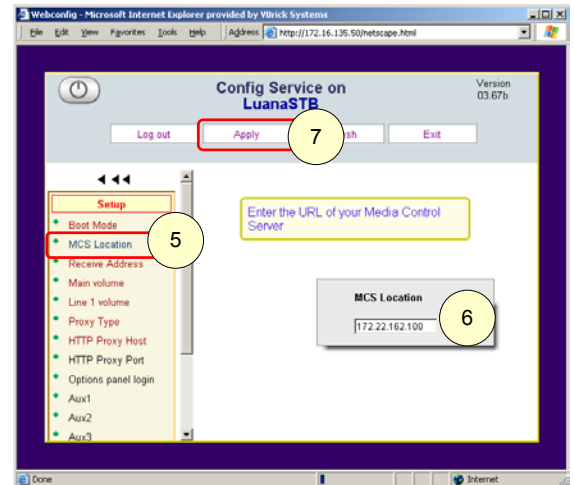 Webconfig - Microsoft Internet Explorer provided by VBrick Systems
File Edit View Favorites Tools Help Address http://172.16.135.50/netscape.html
Config Service on
LuanaSTB
Version
03.67b
Log out Apply 7 sh Exit
Setup
Boot Mode
MCS Location 5
Receive Address
Main volume
Line 1 volume
Proxy Type
HTTP Proxy Host
HTTP Proxy Port
Options panel login
Aux1
Aux2
Aux3
Enter the URL of your Media Control
Server
MCS Location
172.22.162.100 6
Done Internet